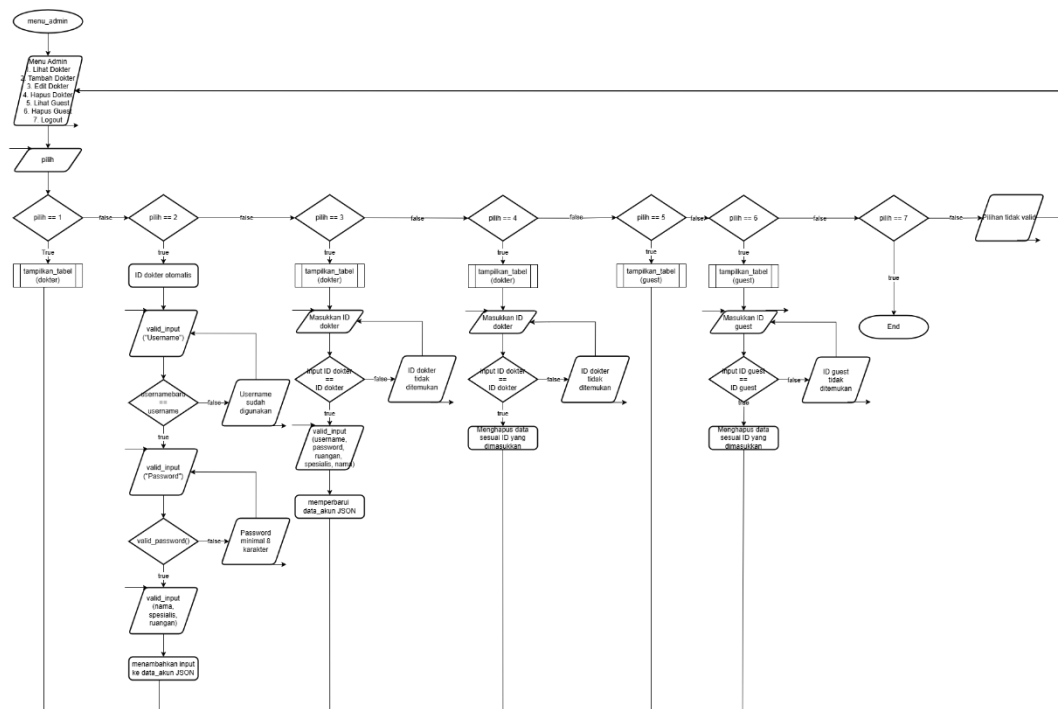 menu_admin
Menu Admin
1. Lihat Dokter
2. Tambah Dokter
3. Edit Dokter
4. Hapus Dokter
5. Lihat Guest
6. Hapus Guest
7. Logout
pilih
pilih == 1
false
pilih == 2
false
pilih == 3
false
pilih == 4
false
pilih == 5
false
pilih == 6
false
pilih == 7
false
Pilihan tidak valid
True
tampilkan_tabel
(dokter)
true
ID dokter otomatis
valid_input
("Username")
usernamebaru
==
username
false
Username
sudah
digunakan
true
valid_input
("Password")
valid_password()
false
Password
minimal 8
karakter
true
valid_input
(nama,
spesialis,
ruangan)
menambahkan input
ke data_akun JSON
true
tampilkan_tabel
(dokter)
Masukkan ID
dokter
Input ID dokter
==
ID dokter
false
ID dokter
tidak
ditemukan
true
valid_input
(username,
password,
ruangan,
spesialis, nama)
memperbarui
data_akun JSON
true
tampilkan_tabel
(dokter)
Masukkan ID
dokter
Input ID dokter
==
ID dokter
false
ID dokter
tidak
ditemukan
true
Menghapus data
sesuai ID yang
dimasukkan
true
tampilkan_tabel
(guest)
true
tampilkan_tabel
(guest)
Masukkan ID
guest
Input ID guest
==
ID guest
false
ID guest
tidak
ditemukan
true
Menghapus data
sesuai ID yang
dimasukkan
true
End